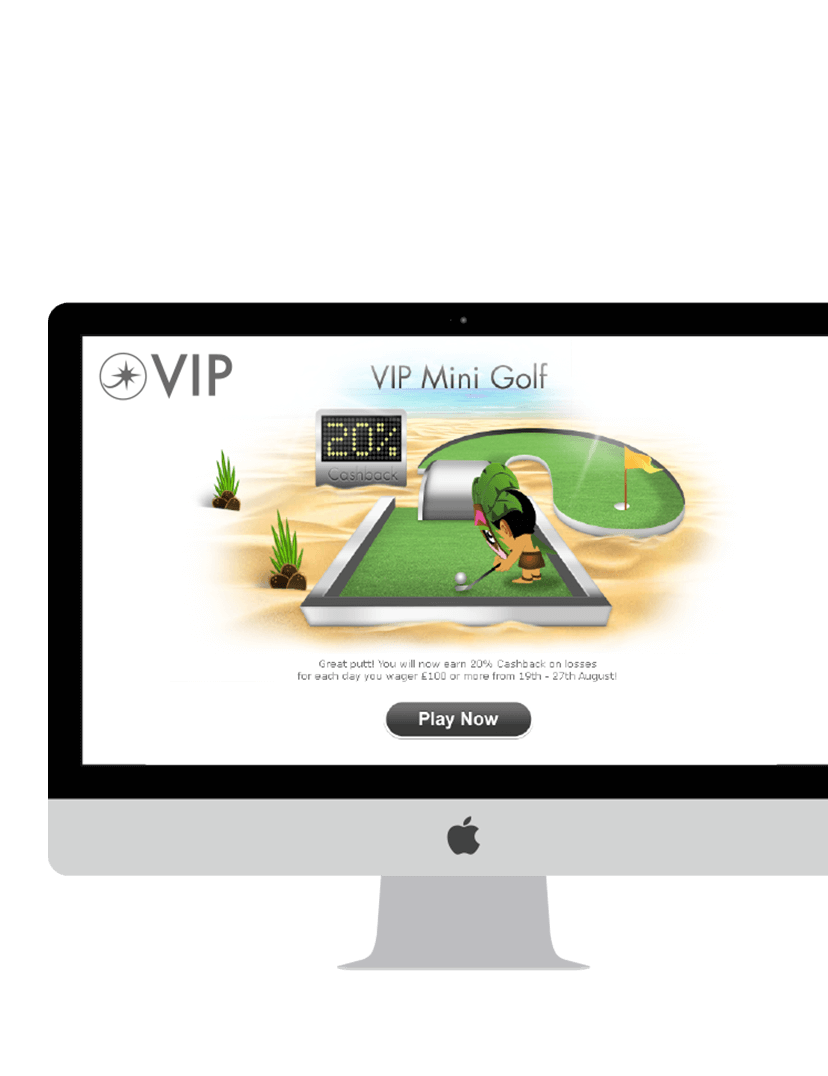 VIP
VIP Mini Golf
20%
Cashback
Great putt! You will now earn 20% Cashback on losses
for each day you wager £100 or more from 19th - 27th August!
Play Now